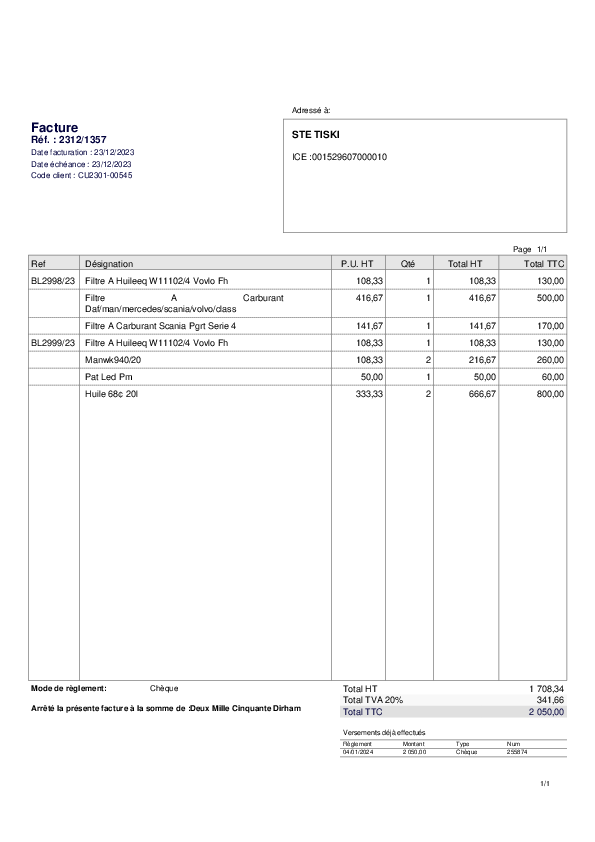 Adressé à:
Facture
Réf. : 2312/1357
Date facturation : 23/12/2023
Date échéance : 23/12/2023
Code client : CU2301-00545
STE TISKI
ICE :001529607000010
Page 1/1
Ref Désignation P.U. HT Qté Total HT Total TTC
BL2998/23 Filtre A Huileeq W11102/4 Vovlo Fh 108,33 1 108,33 130,00
Filtre A Carburant 416,67 1 416,67 500,00
Daf/man/mercedes/scania/volvo/class
Filtre A Carburant Scania Pgrt Serie 4 141,67 1 141,67 170,00
BL2999/23 Filtre A Huileeq W11102/4 Vovlo Fh 108,33 1 108,33 130,00
Manwk940/20 108,33 2 216,67 260,00
Pat Led Pm 50,00 1 50,00 60,00
Huile 68¢ 20l 333,33 2 666,67 800,00
Mode de règlement: Chèque
Arrêté la présente facture à la somme de :Deux Mille Cinquante Dirham
Total HT 1 708,34
Total TVA 20% 341,66
Total TTC 2 050,00
Versements déjà effectués
Règlement Montant Type Num
04/01/2024 2 050,00 Chèque 255874
1/1